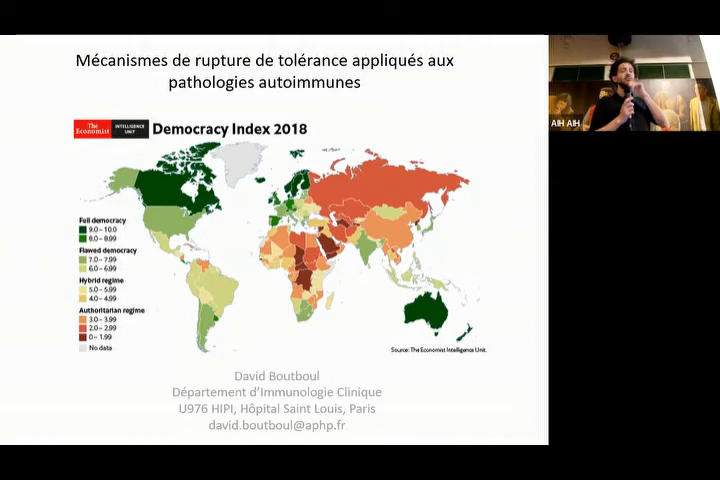 Mécanismes de rupture de tolérance appliqués aux
pathologies autoimmunes
The
Economist
INTELLIGENCE
UNIT
Democracy Index 2018
Full democracy
9.0 – 10.0
8.0 – 8.99
Flawed democracy
7.0 – 7.99
6.0 – 6.99
Hybrid regime
5.0 – 5.99
4.0 – 4.99
Authoritarian regime
3.0 – 3.99
2.0 – 2.99
0 – 1.99
No data
Source: The Economist Intelligence Unit.
David Boutboul
Département d'Immunologie Clinique
U976 HIPI, Hôpital Saint Louis, Paris
david.boutboul@aphp.fr
AIH AIH